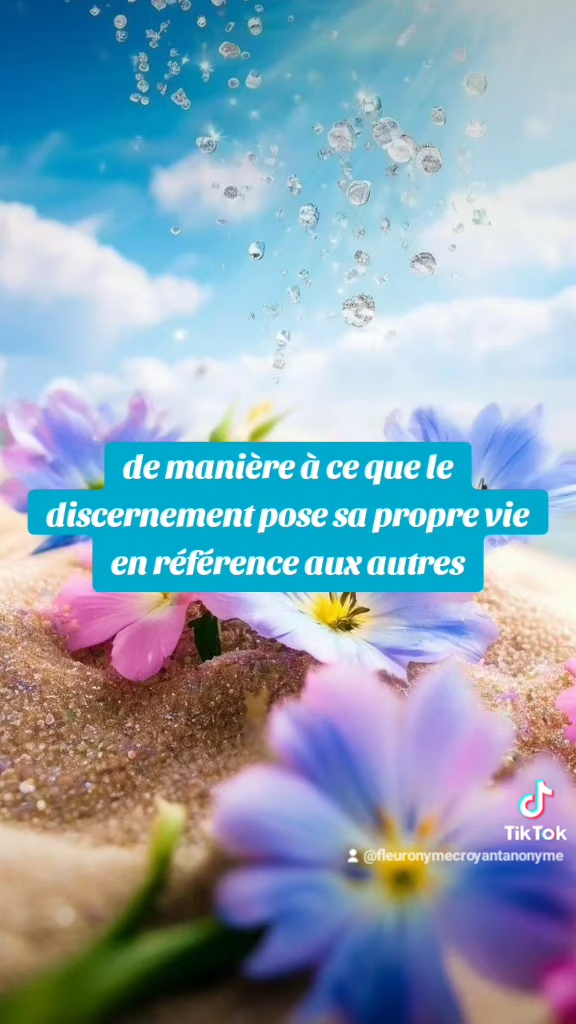 de manière à ce que le
discernement pose sa propre vie
en référence aux autres
TikTok
@fleuronymecroyantanonyme